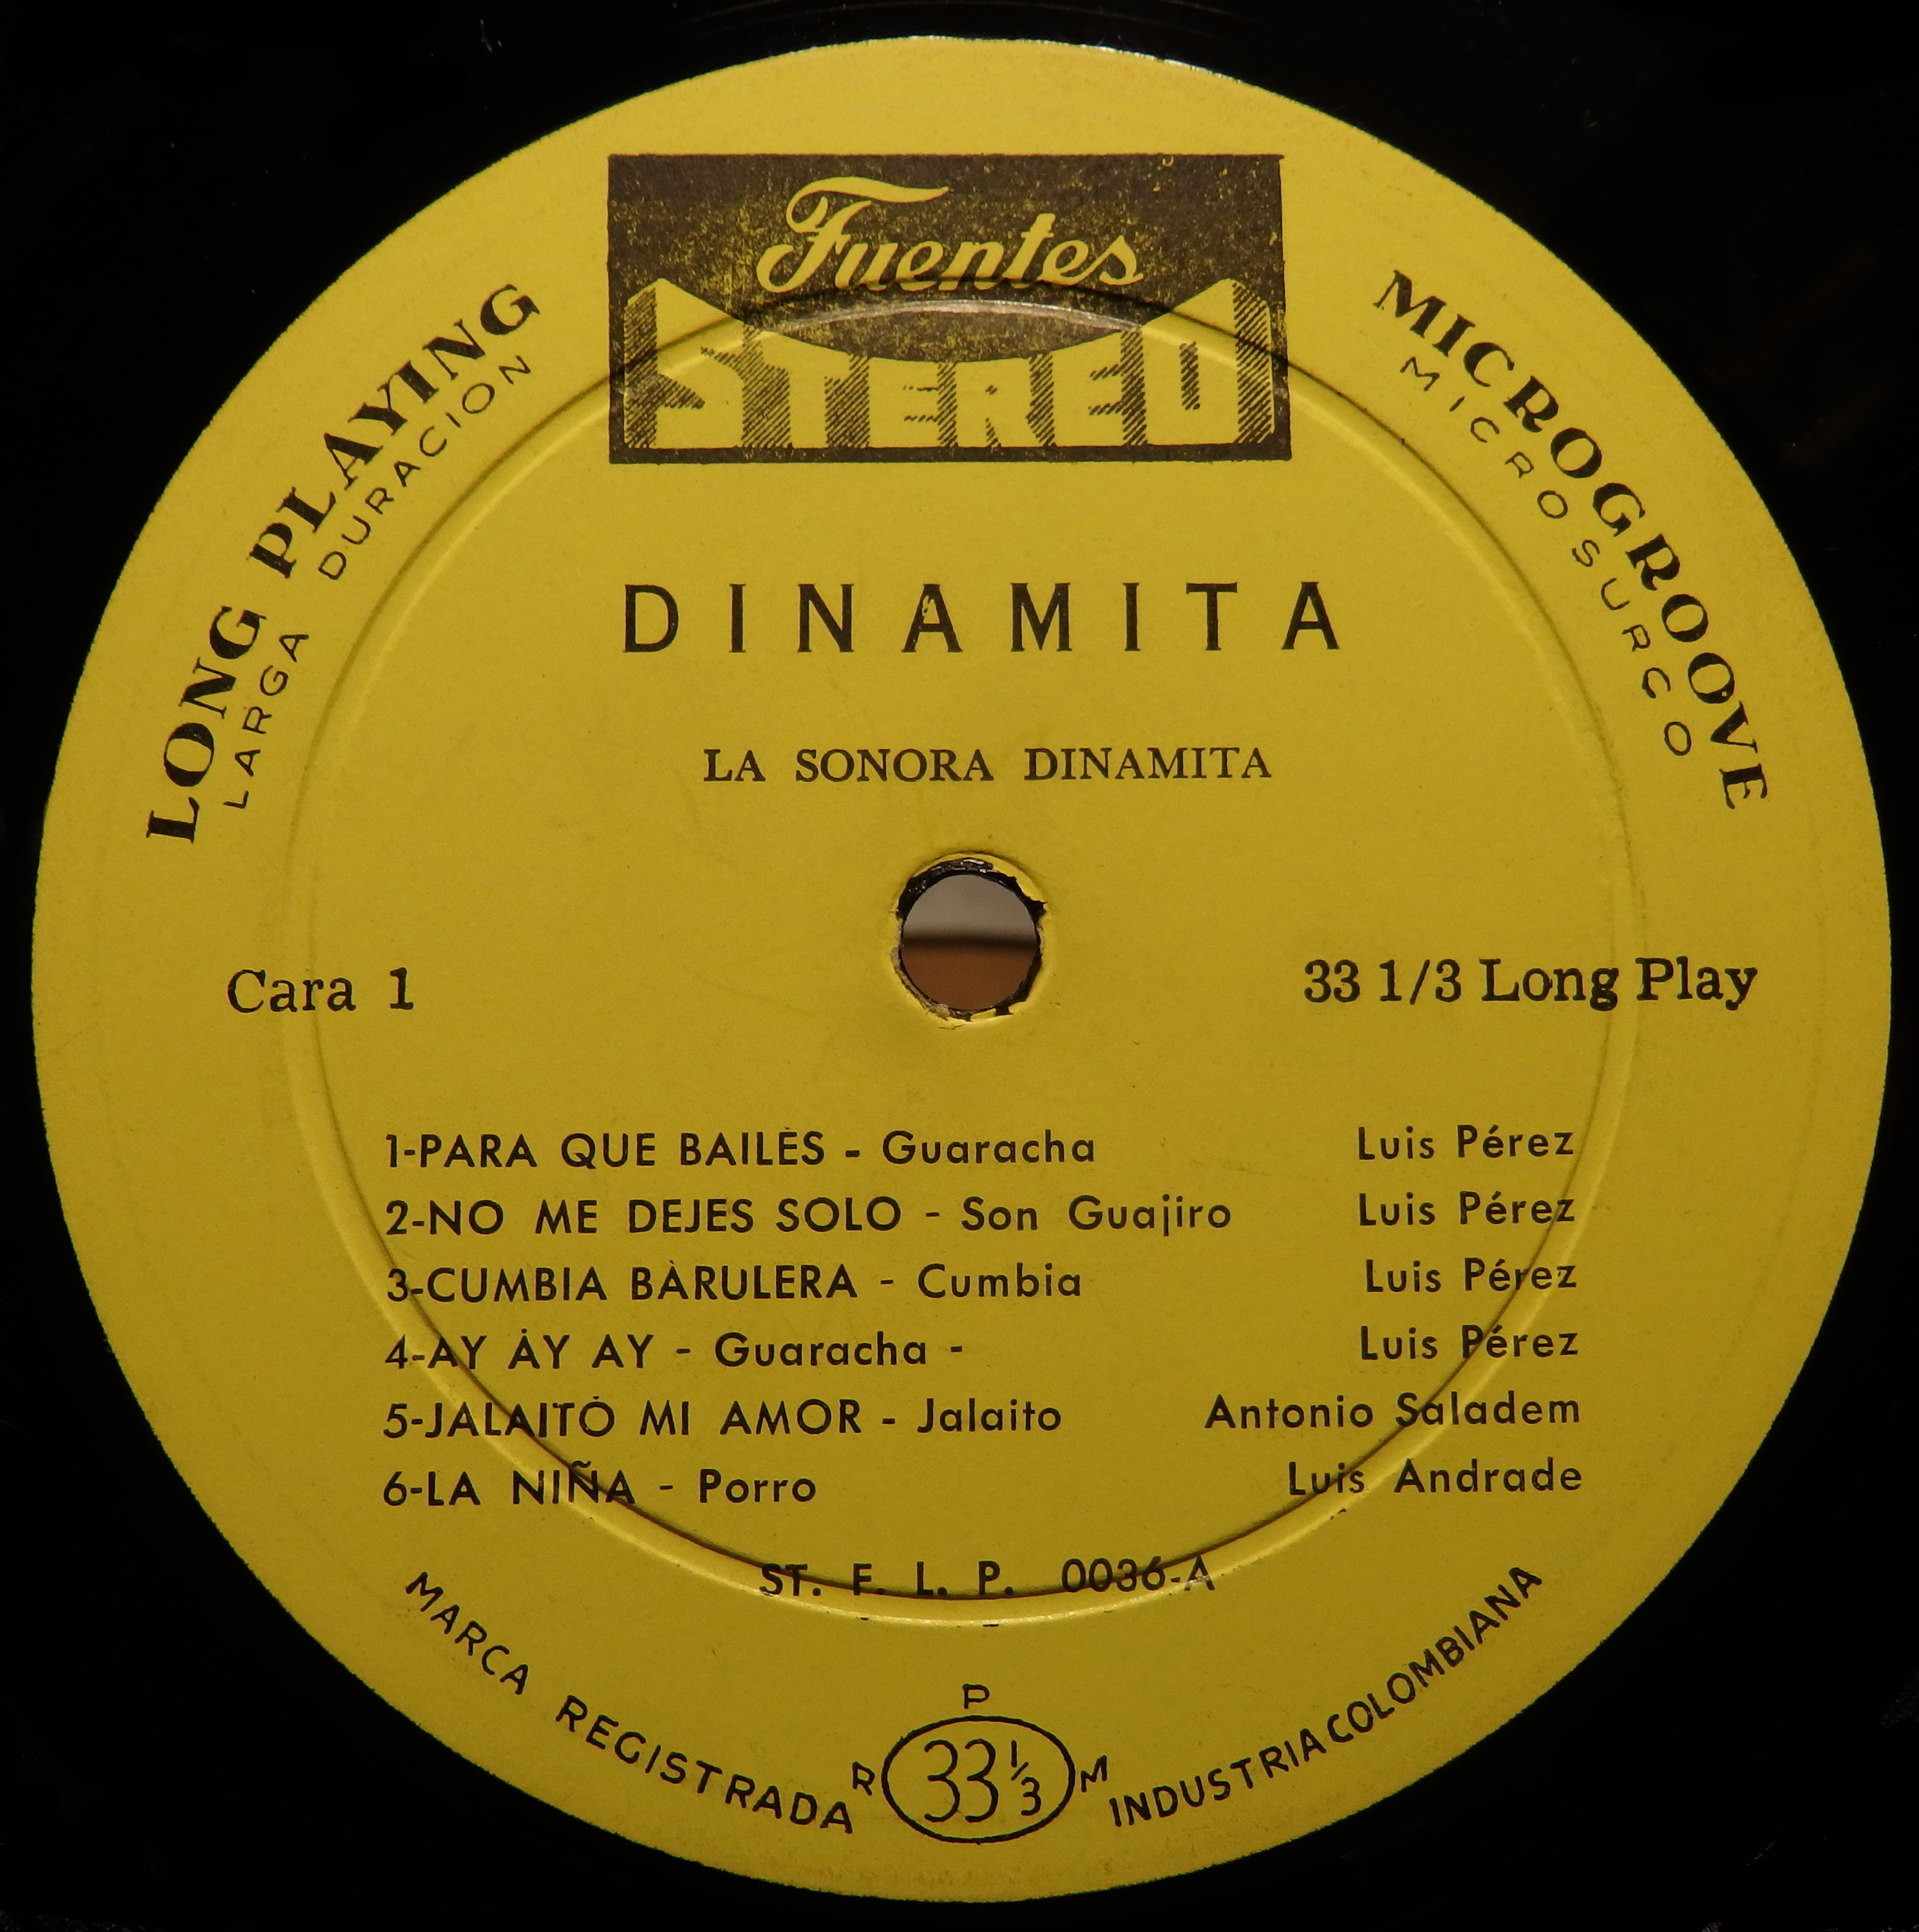 Fuentes
STEREO
LONG PLAYING
LARGA DURACION
MICROGROOVE
MICROSURCO
DINAMITA
LA SONORA DINAMITA
Cara 1
33 1/3 Long Play
1-PARA QUE BAILÉS - Guaracha Luis Pérez
2-NO ME DEJES SOLO - Son Guajiro Luis Pérez
3-CUMBIA BÀRULERA - Cumbia Luis Pérez
4-AY ÁY AY - Guaracha - Luis Pérez
5-JALAITÓ MI AMOR - Jalaito Antonio Saladem
6-LA NIÑA - Porro Luis Andrade
ST. F. L. P. 0036-A
MARCA REGISTRADA
R P M
33 1/3
INDUSTRIA COLOMBIANA